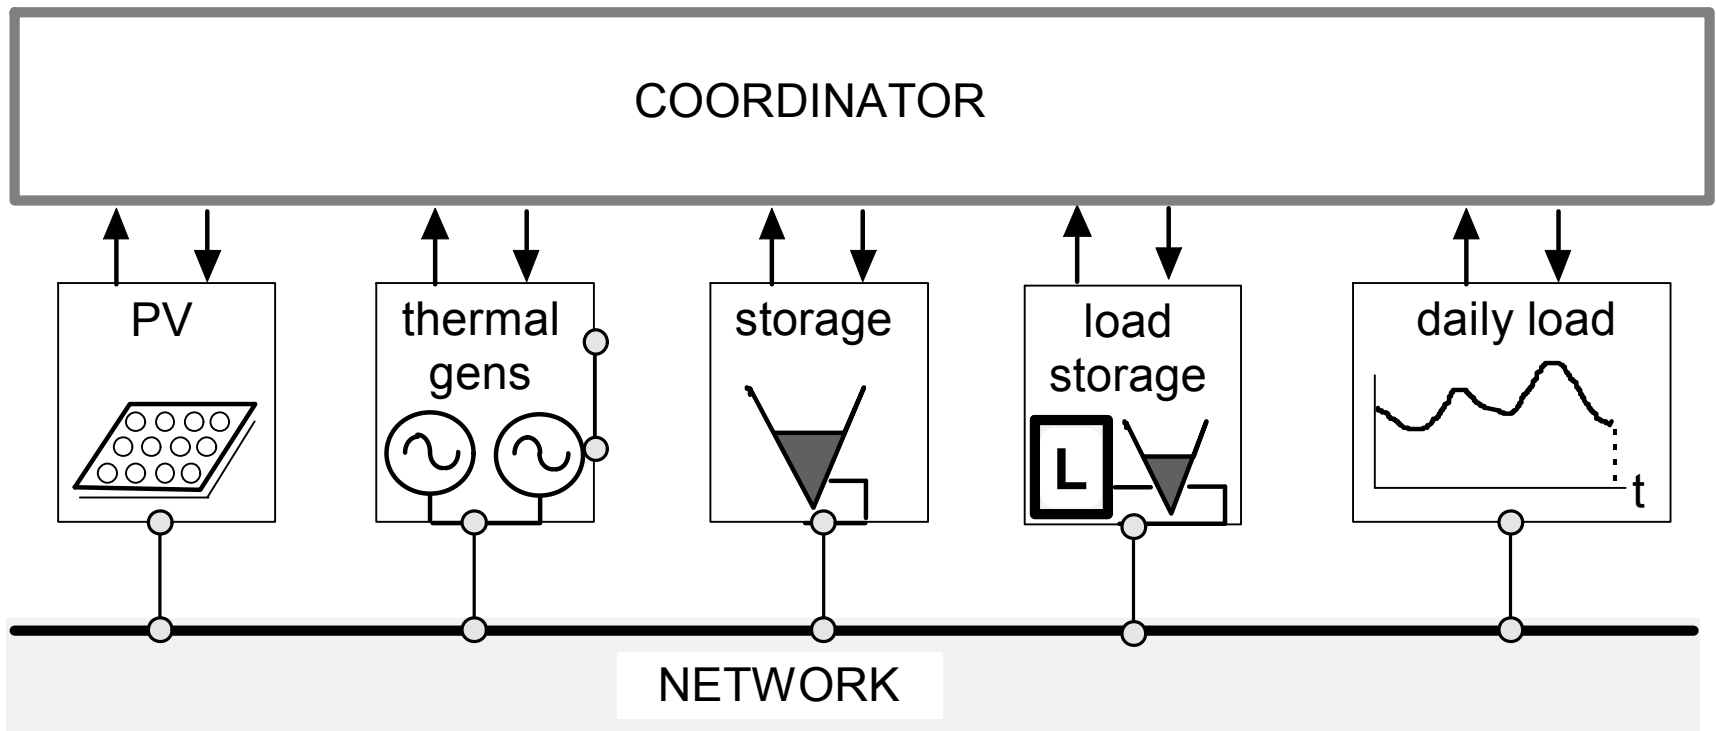 COORDINATOR
PV
thermal
gens
storage
load
storage
daily load
L
t
NETWORK